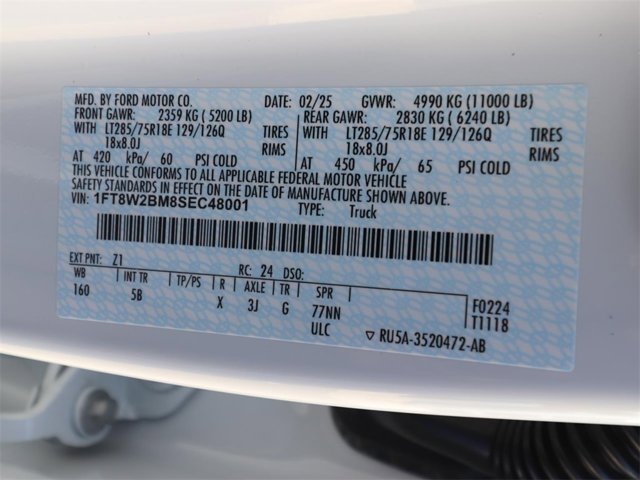 MFD. BY FORD MOTOR CO. DATE: 02/25 GVWR: 4990 KG (11000 LB)
FRONT GAWR: 2359 KG ( 5200 LB) REAR GAWR: 2830 KG ( 6240 LB)
WITH LT285/75R18E 129/126Q TIRES WITH LT285/75R18E 129/126Q TIRES
18x8.0J RIMS 18x8.0J RIMS
AT 420 kPa/ 60 PSI COLD AT 450 kPa/ 65 PSI COLD
THIS VEHICLE CONFORMS TO ALL APPLICABLE FEDERAL MOTOR VEHICLE
SAFETY STANDARDS IN EFFECT ON THE DATE OF MANUFACTURE SHOWN ABOVE.
VIN: 1FT8W2BM8SEC48001 TYPE: Truck
EXT PNT: Z1 RC: 24 DSO:
WB INT TR TP/PS R AXLE TR SPR
160 5B X 3J G 77NN F0224
ULC T1118
▽ RU5A-3520472-AB